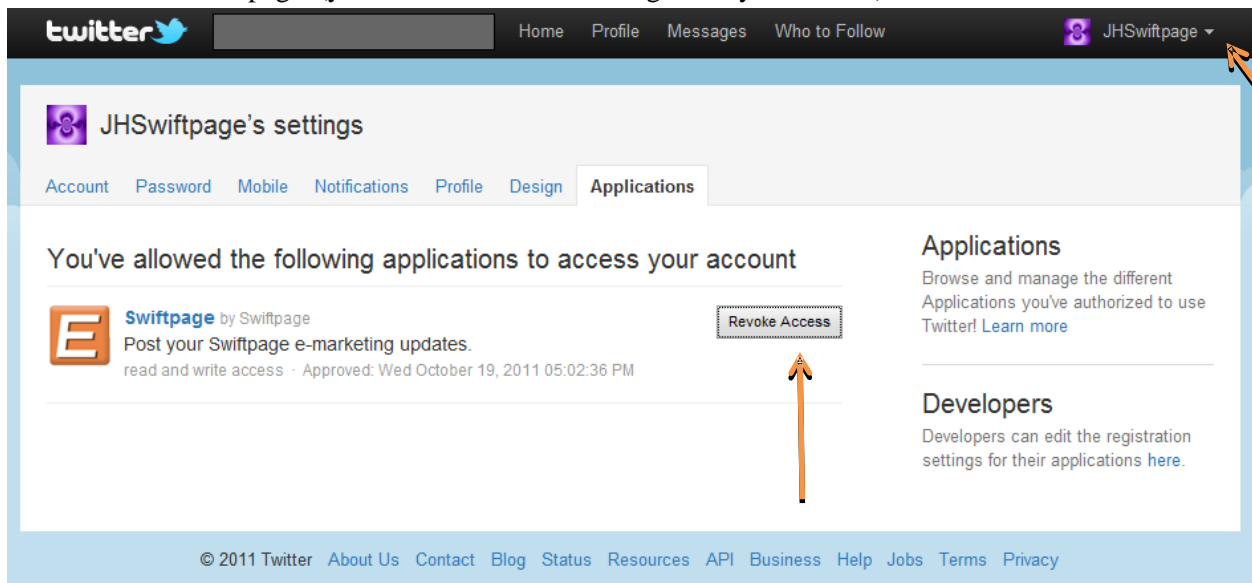 twitter Home Profile Messages Who to Follow JHSwiftpage
JHSwiftpage's settings
Account Password Mobile Notifications Profile Design Applications
You've allowed the following applications to access your account
Swiftpage by Swiftpage
Post your Swiftpage e-marketing updates.
read and write access · Approved: Wed October 19, 2011 05:02:36 PM
Revoke Access
Applications
Browse and manage the different
Applications you've authorized to use
Twitter! Learn more
Developers
Developers can edit the registration
settings for their applications here.
© 2011 Twitter About Us Contact Blog Status Resources API Business Help Jobs Terms Privacy